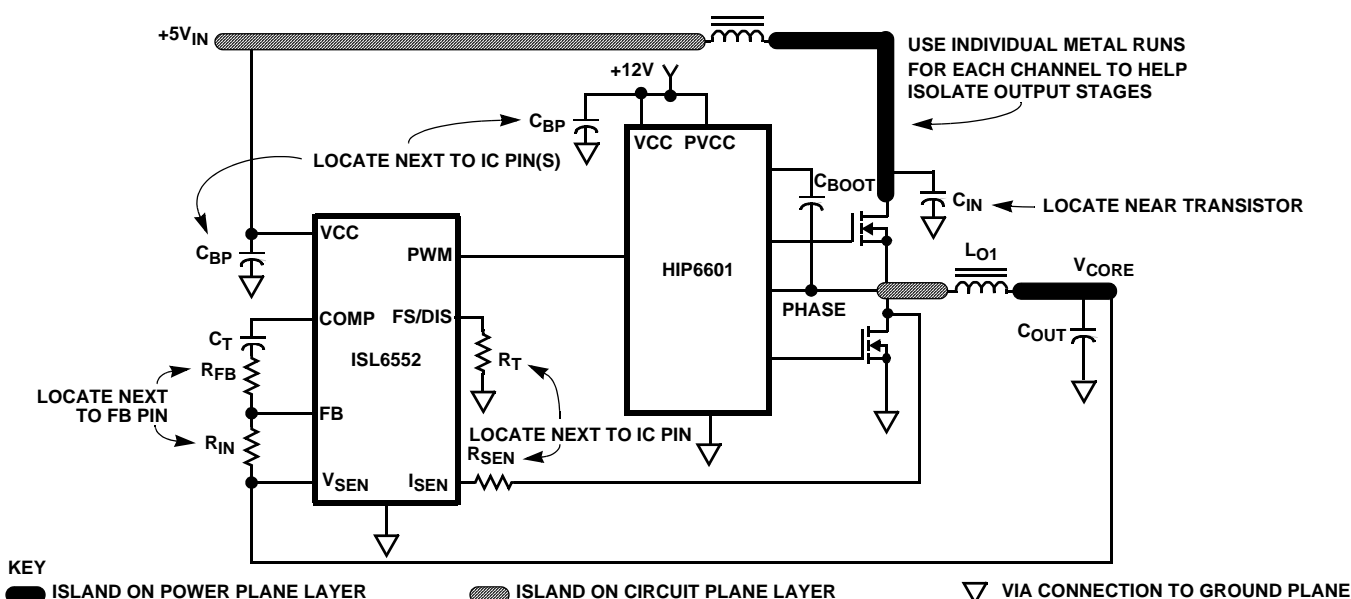 +5VIN
USE INDIVIDUAL METAL RUNS
FOR EACH CHANNEL TO HELP
ISOLATE OUTPUT STAGES
+12V
CBP
VCC PVCC
LOCATE NEXT TO IC PIN(S)
CBOOT
CIN
LOCATE NEAR TRANSISTOR
CBP
VCC
PWM
HIP6601
LO1
VCORE
PHASE
COMP
FS/DIS
CT
ISL6552
RT
COUT
RFB
LOCATE NEXT
TO FB PIN
FB
RIN
LOCATE NEXT TO IC PIN
RSEN
VSEN
ISEN
KEY
ISLAND ON POWER PLANE LAYER
ISLAND ON CIRCUIT PLANE LAYER
VIA CONNECTION TO GROUND PLANE